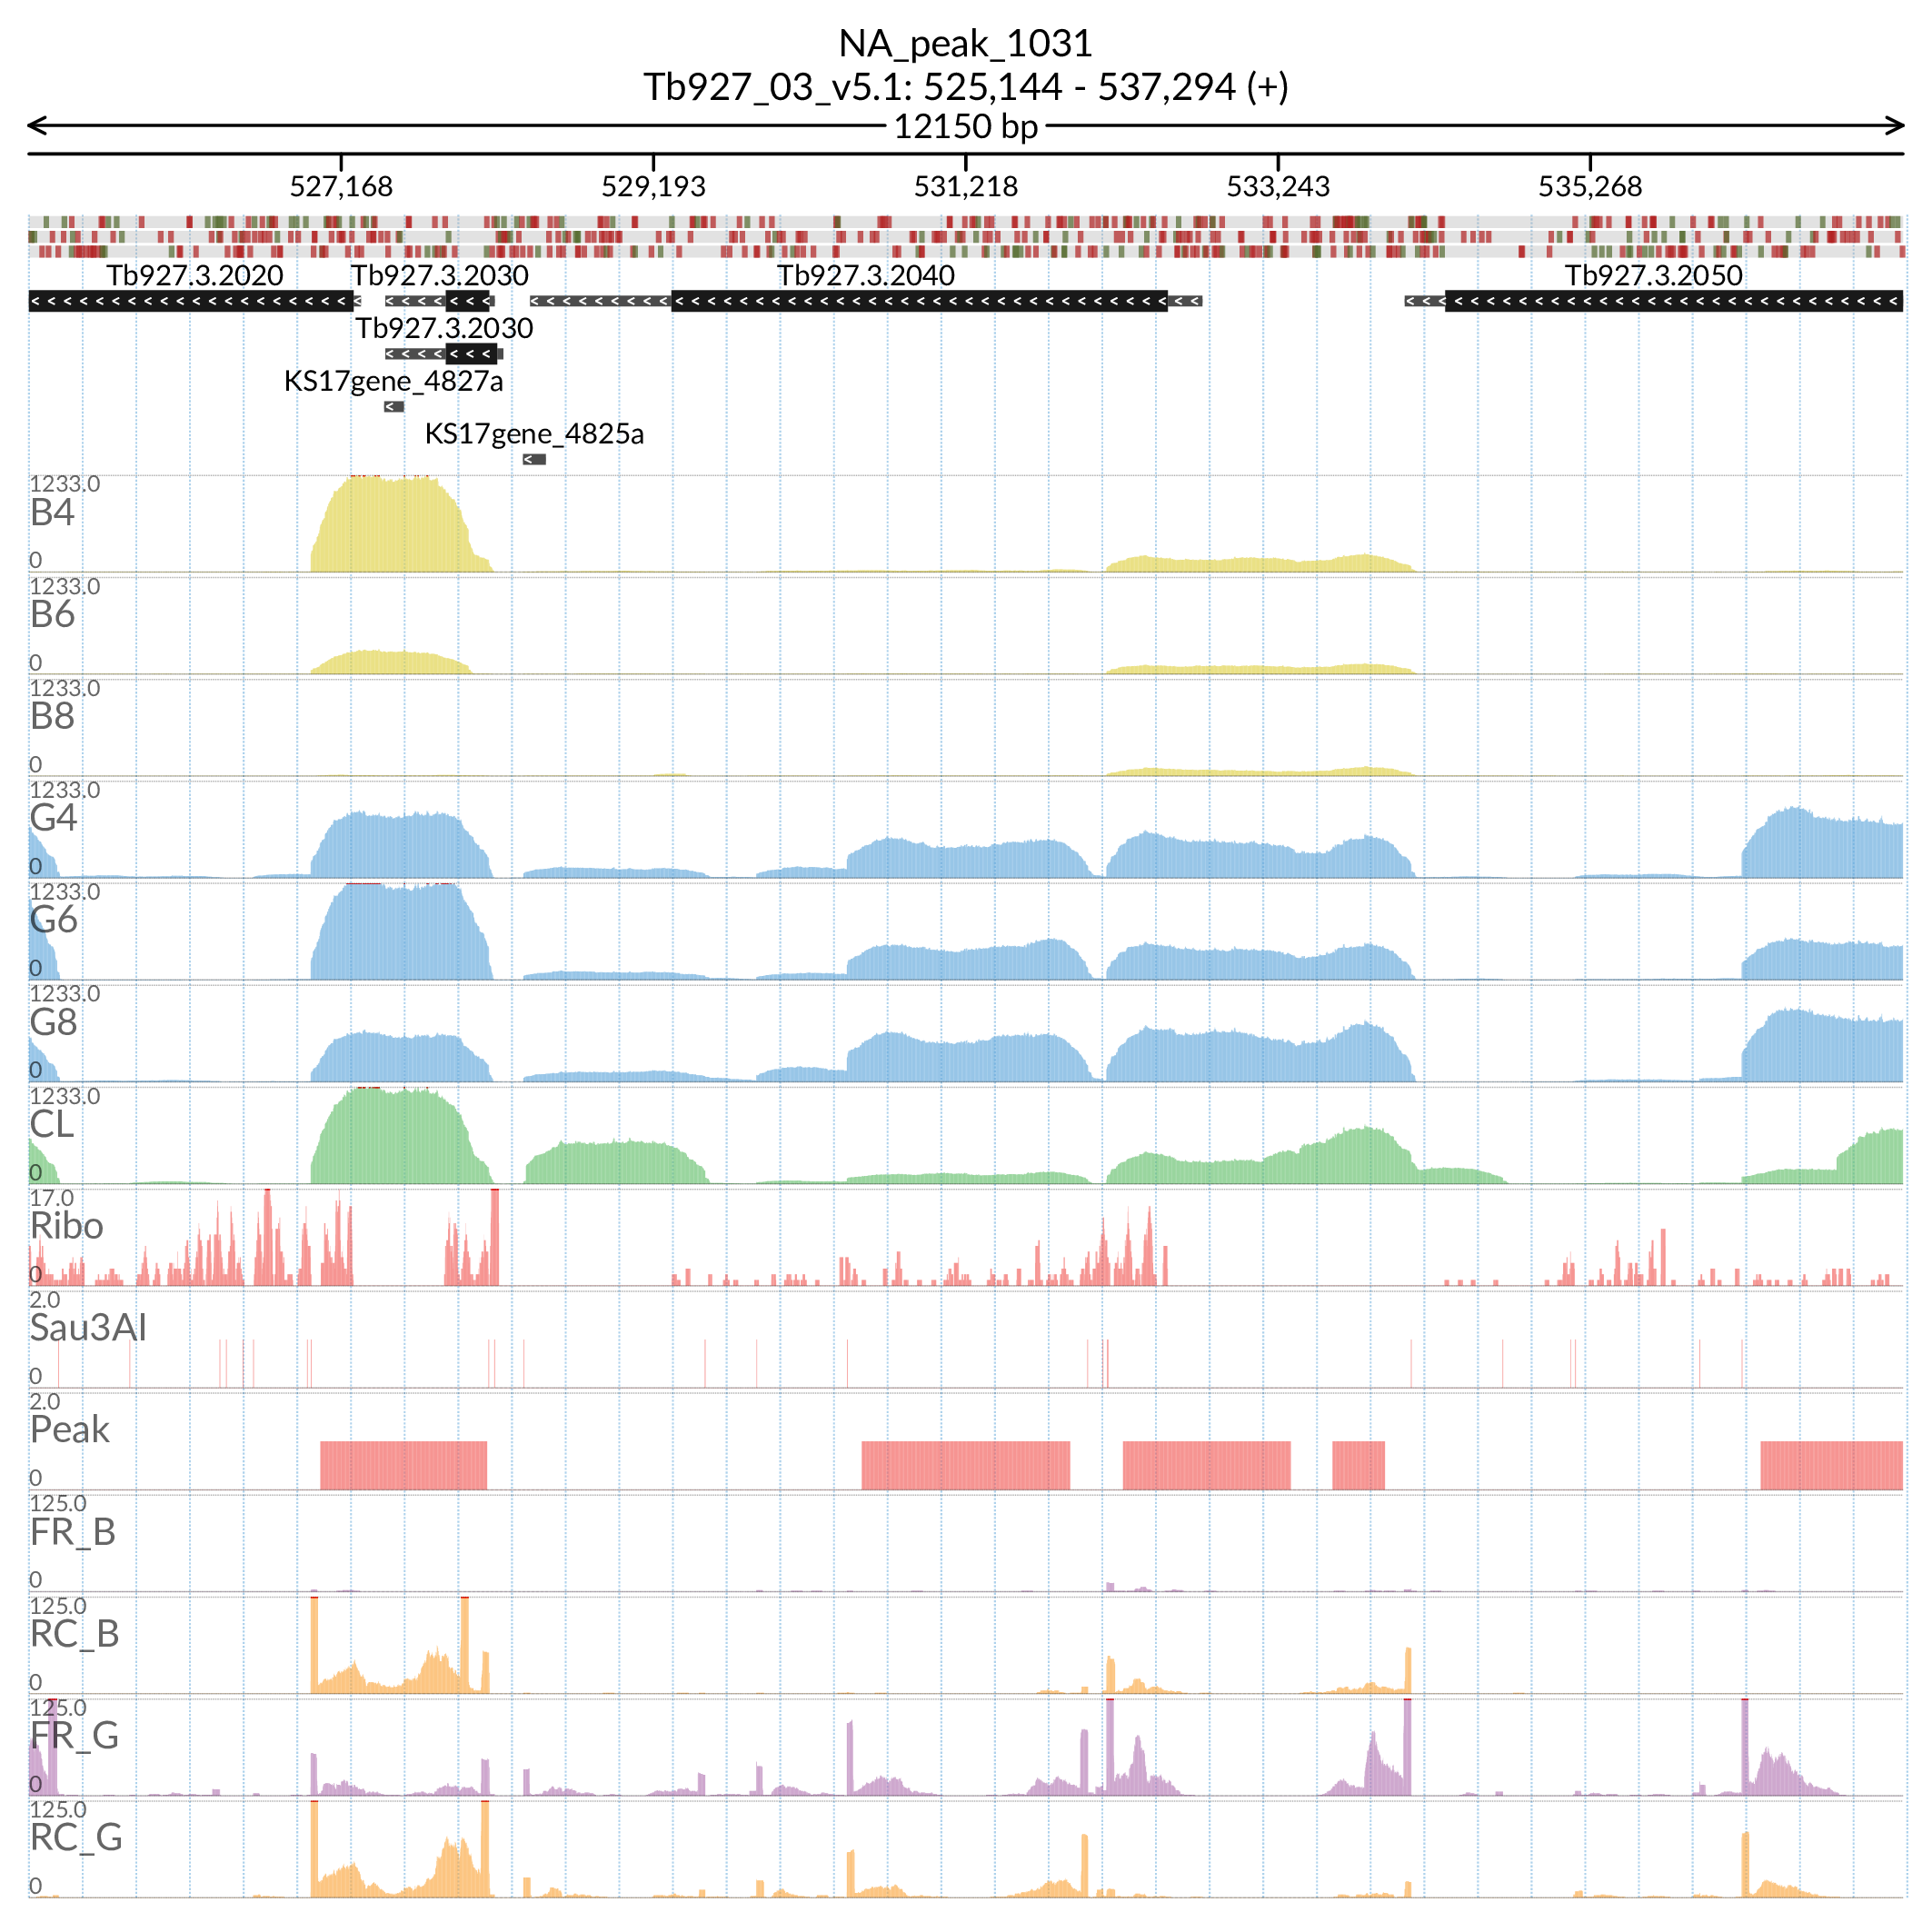 NA_peak_1031
Tb927_03_v5.1: 525,144 - 537,294 (+)
12150 bp
527,168 529,193 531,218 533,243 535,268
Tb927.3.2020 Tb927.3.2030 Tb927.3.2040 Tb927.3.2050
Tb927.3.2030
KS17gene_4827a
KS17gene_4825a
1233.0
B4
0
1233.0
B6
0
1233.0
B8
0
1233.0
G4
0
1233.0
G6
0
1233.0
G8
0
1233.0
CL
0
17.0
Ribo
0
2.0
Sau3AI
0
2.0
Peak
0
125.0
FR_B
0
125.0
RC_B
0
125.0
FR_G
0
125.0
RC_G
0